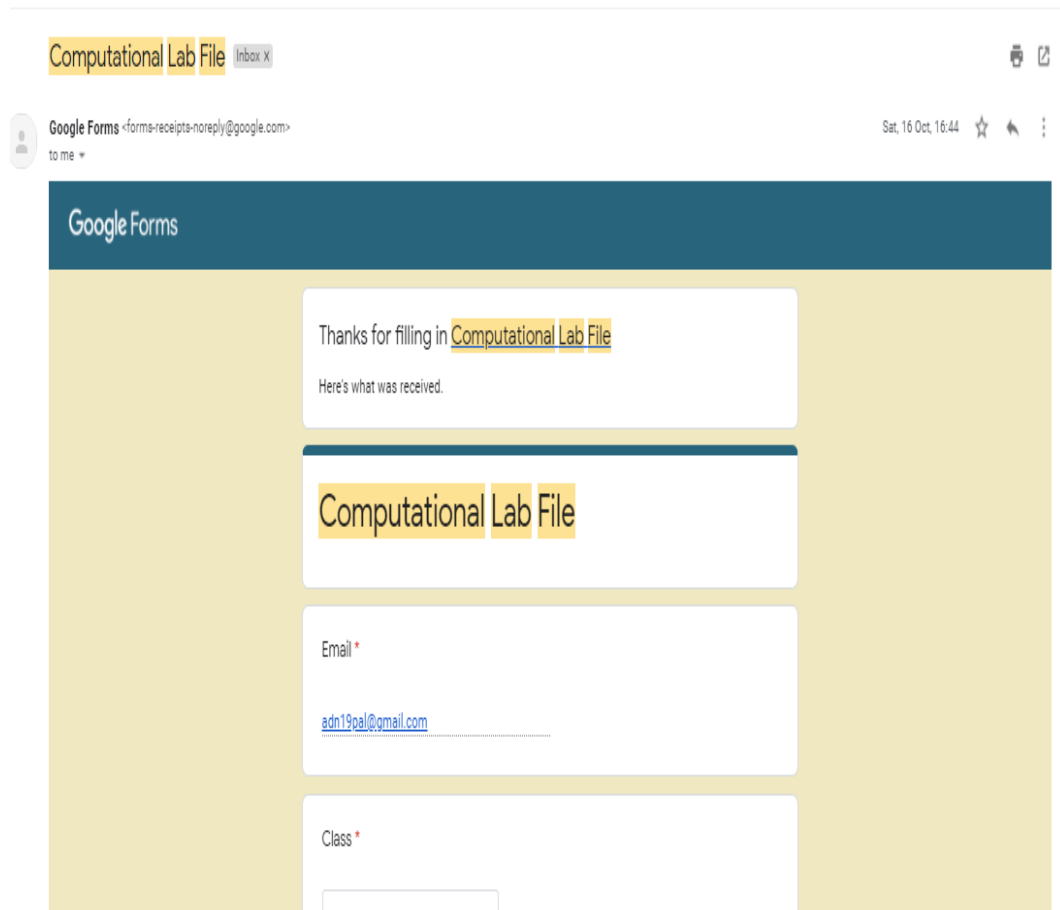 Computational Lab File Inbox X
Google Forms <forms-receipts-noreply@google.com> Sat, 16 Oct, 16:44
to me
Google Forms
Thanks for filling in Computational Lab File
Here's what was received.
Computational Lab File
Email *
adn19pal@gmail.com
Class *